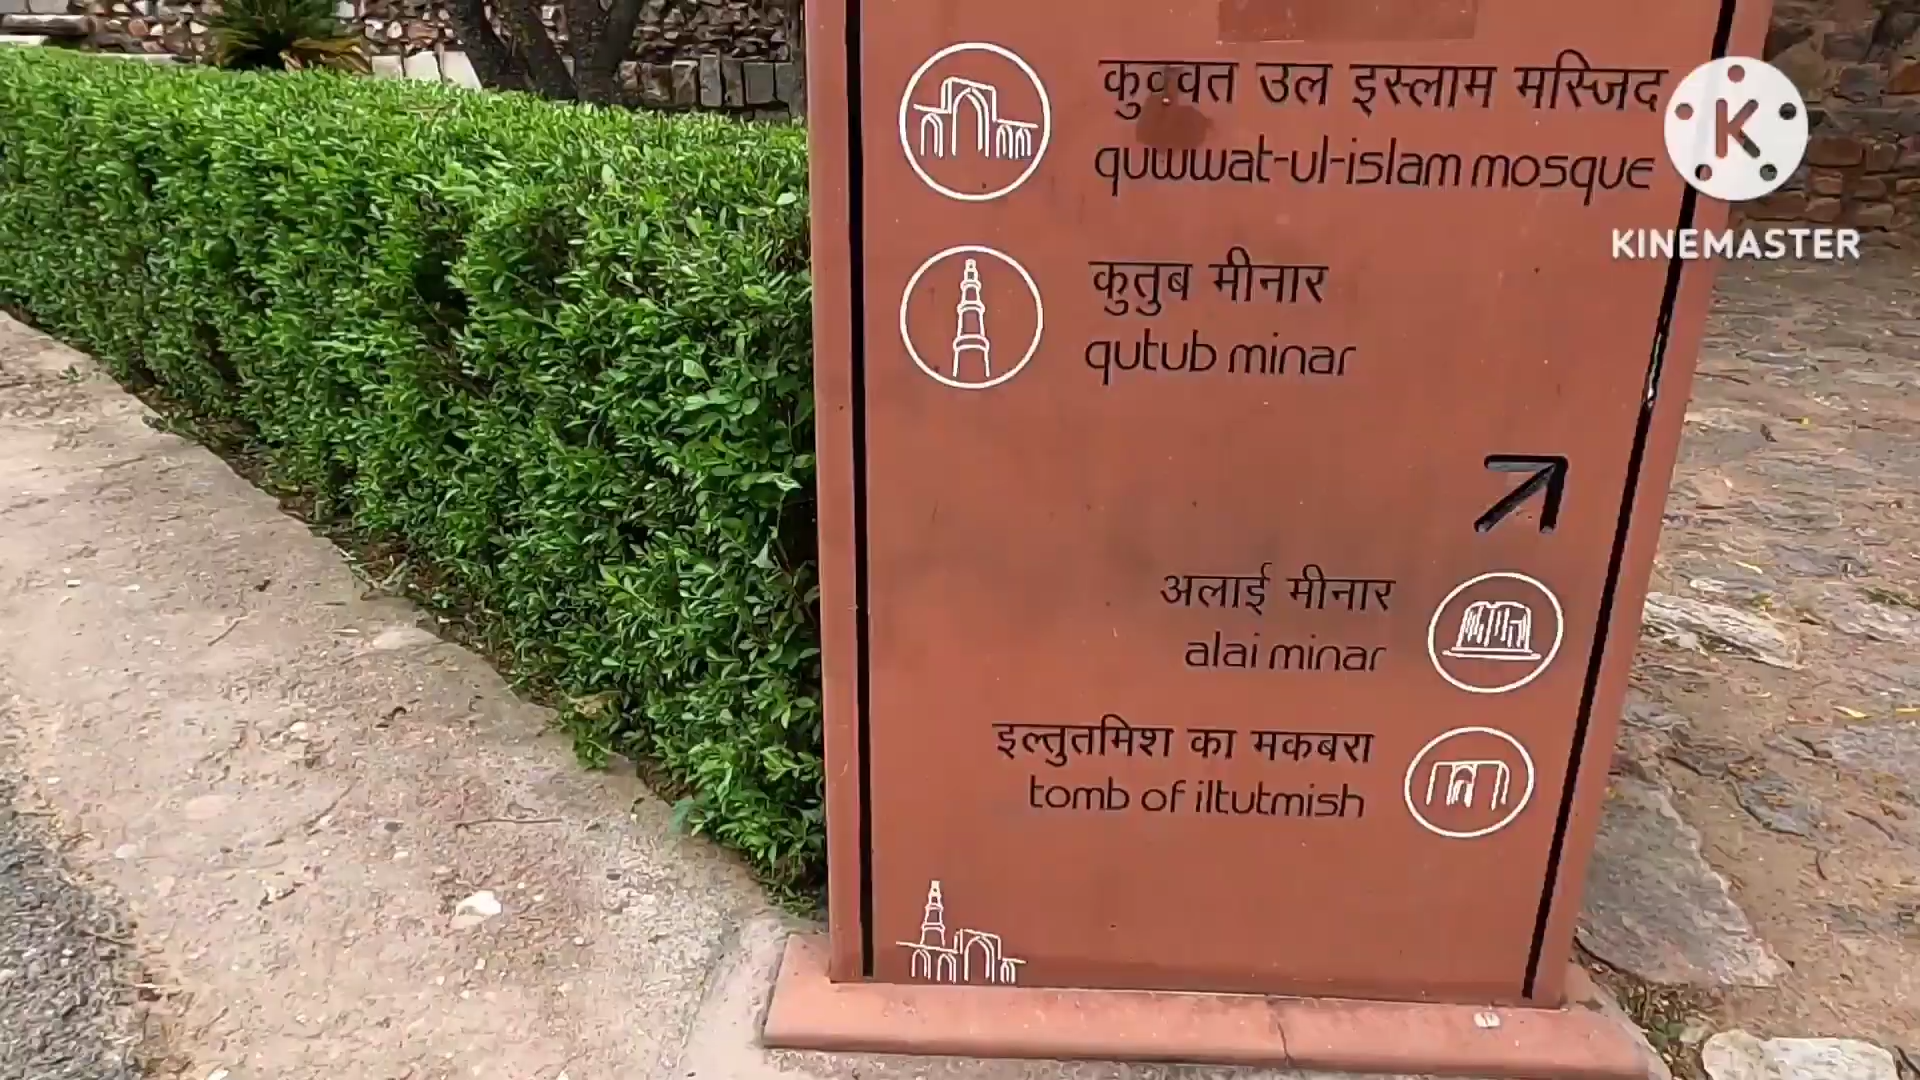 कुव्वत उल इस्लाम मस्जिद
quwwat-ul-islam mosque
K
KINEMASTER
कुतुब मीनार
qutub minar
अलाई मीनार
alai minar
इल्तुतमिश का मकबरा
tomb of iltutmish